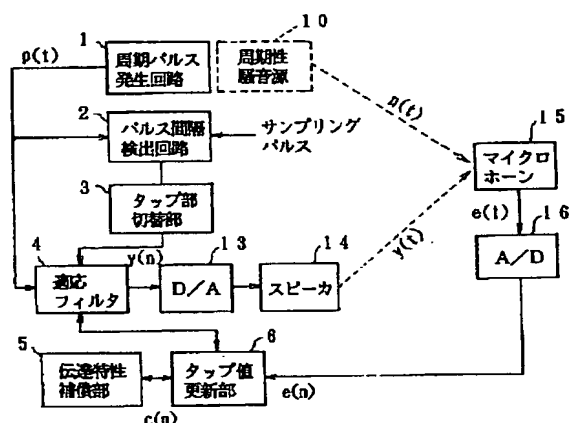 10
1
p(t)
周期パルス
発生回路
周期性
騒音源
2
n(t)
15
パルス間隔
検出回路
サンプリング
パルス
マイクロ
ホーン
3
タップ部
切替部
e(t)
16
4
y(n)
13
14
y(t)
適応
フィルタ
D/A
スピーカ
A/D
5
6
伝達特性
補償部
タップ値
更新部
c(n)
e(n)